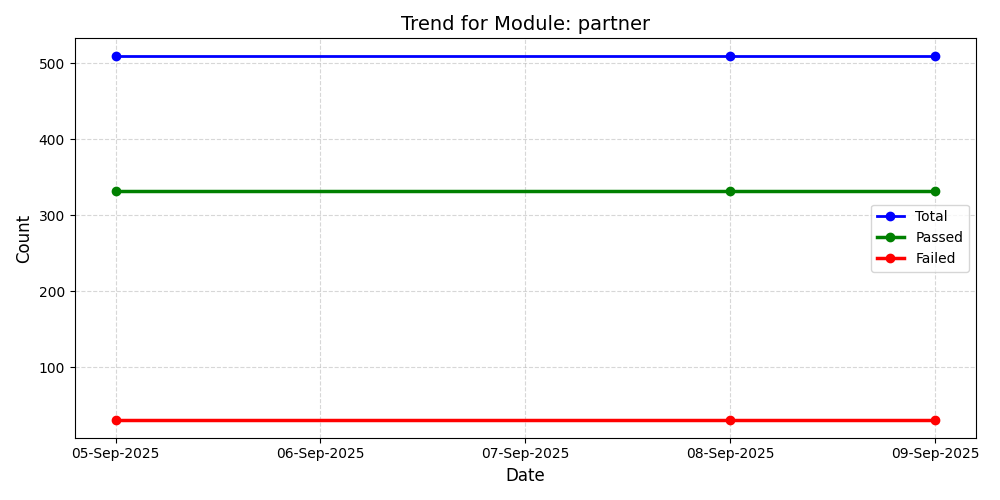 Trend for Module: partner
Count
500
400
300
200
100
Total
Passed
Failed
05-Sep-2025
06-Sep-2025
07-Sep-2025
08-Sep-2025
09-Sep-2025
Date